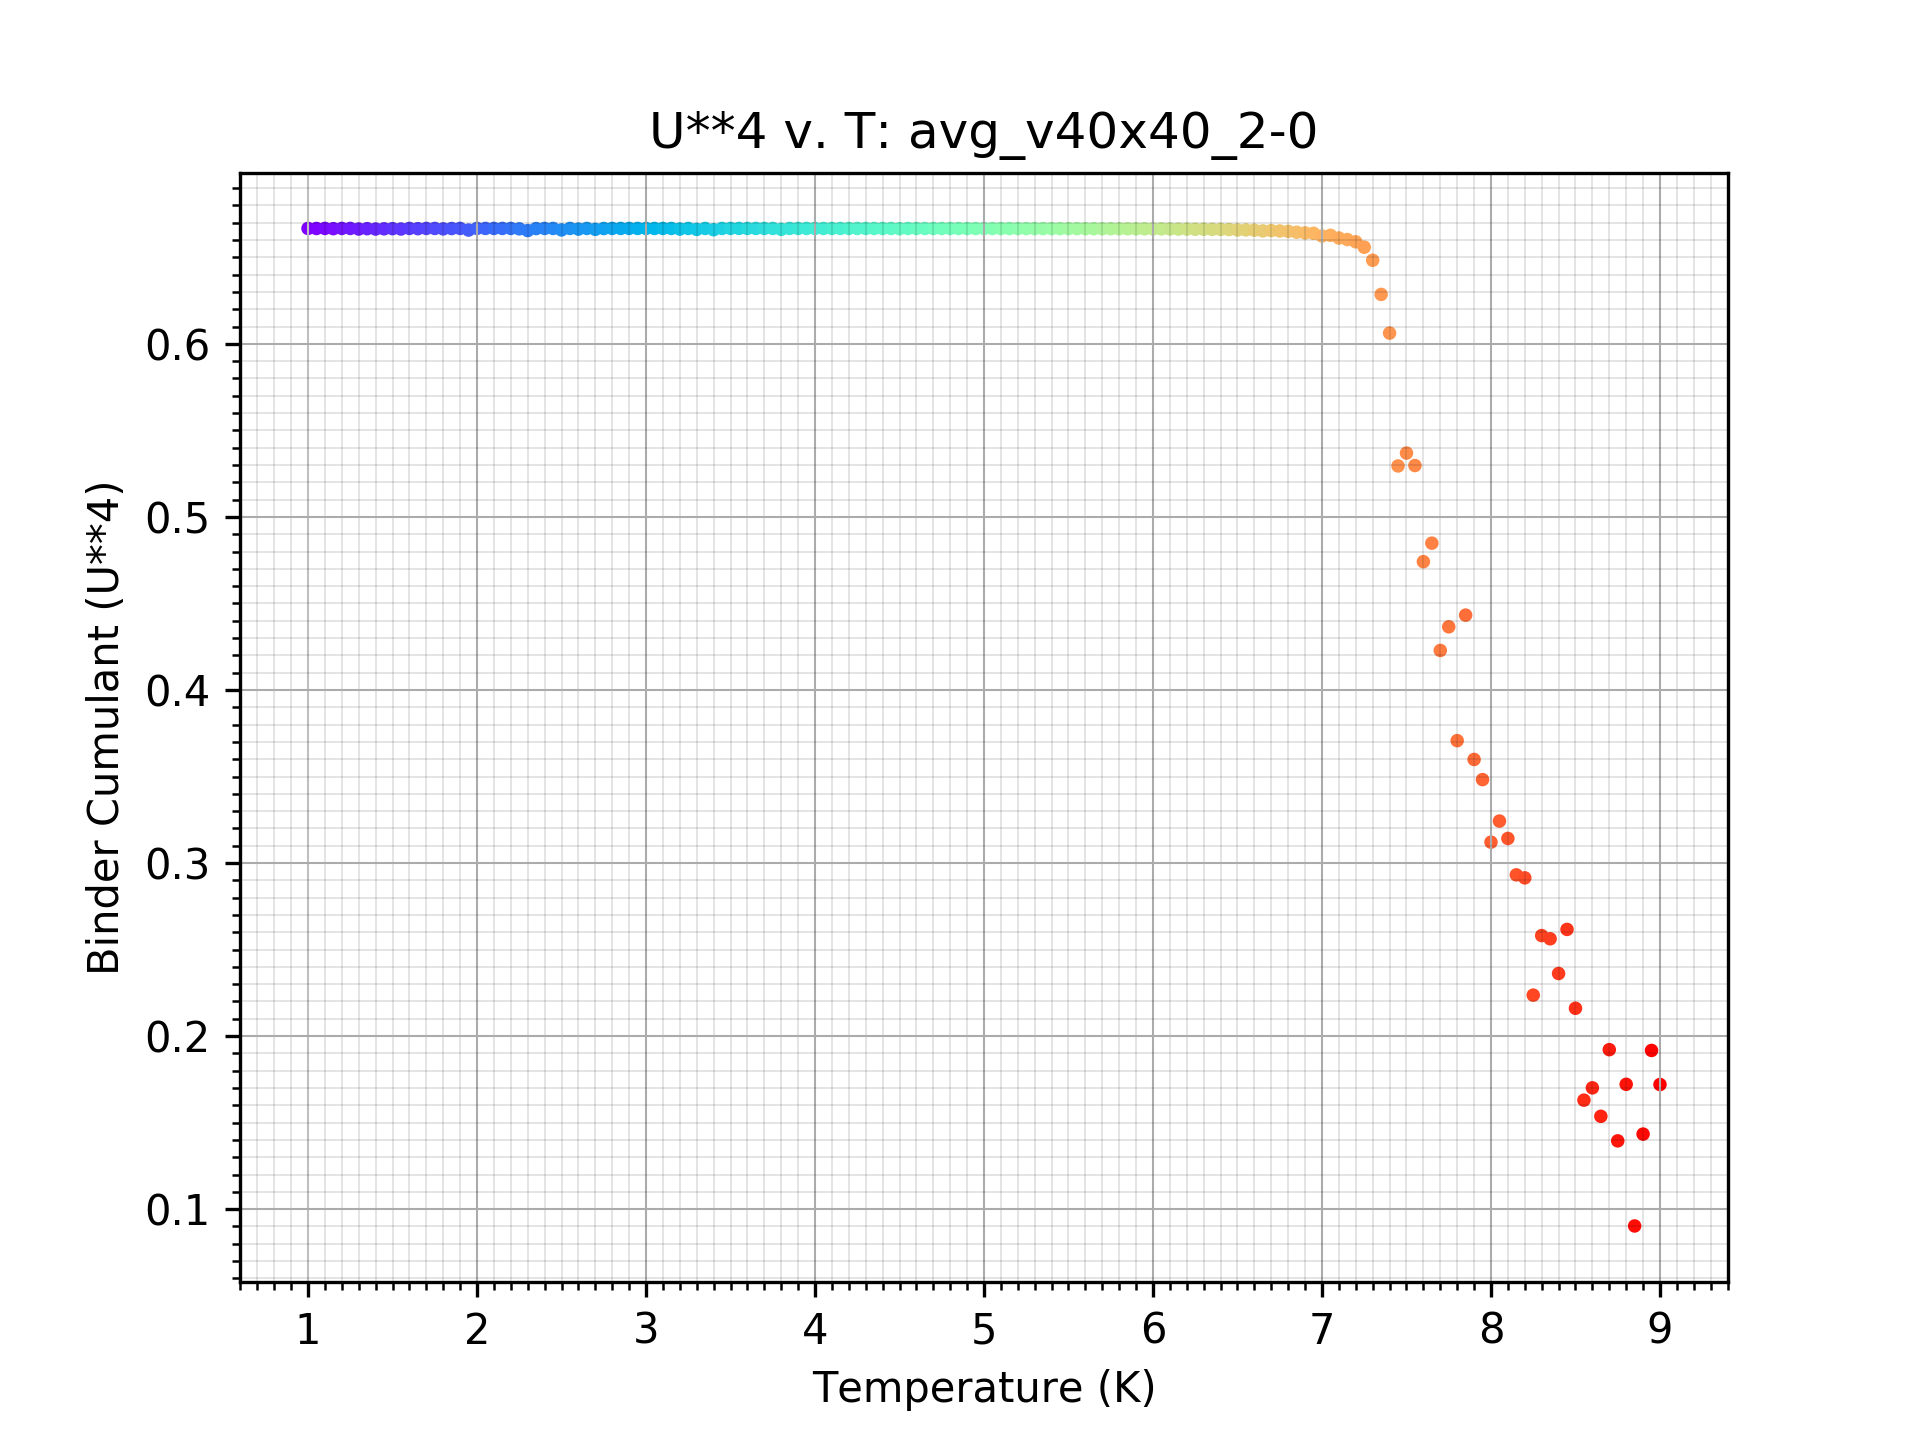 U**4 v. T: avg_v40x40_2-0
Binder Cumulant (U**4)
0.6
0.5
0.4
0.3
0.2
0.1
1 2 3 4 5 6 7 8 9
Temperature (K)